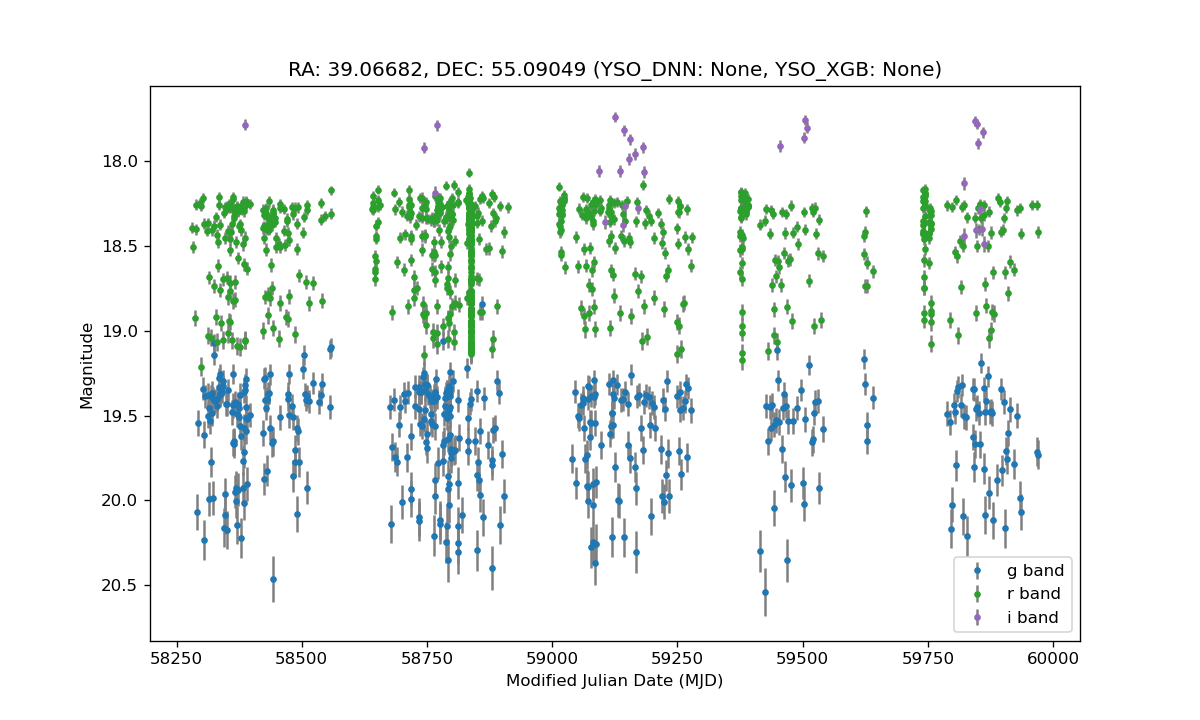 RA: 39.06682, DEC: 55.09049 (YSO_DNN: None, YSO_XGB: None)
18.0
18.5
19.0
19.5
20.0
20.5
Magnitude
g band
r band
i band
58250 58500 58750 59000 59250 59500 59750 60000
Modified Julian Date (MJD)